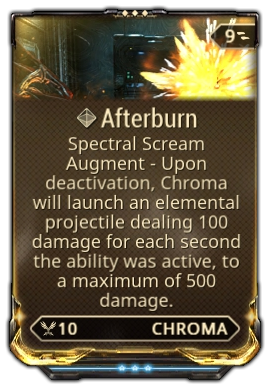 9
Afterburn
Spectral Scream
Augment - Upon
deactivation, Chroma
will launch an elemental
projectile dealing 100
damage for each second
the ability was active, to
a maximum of 500
damage.
10 CHROMA